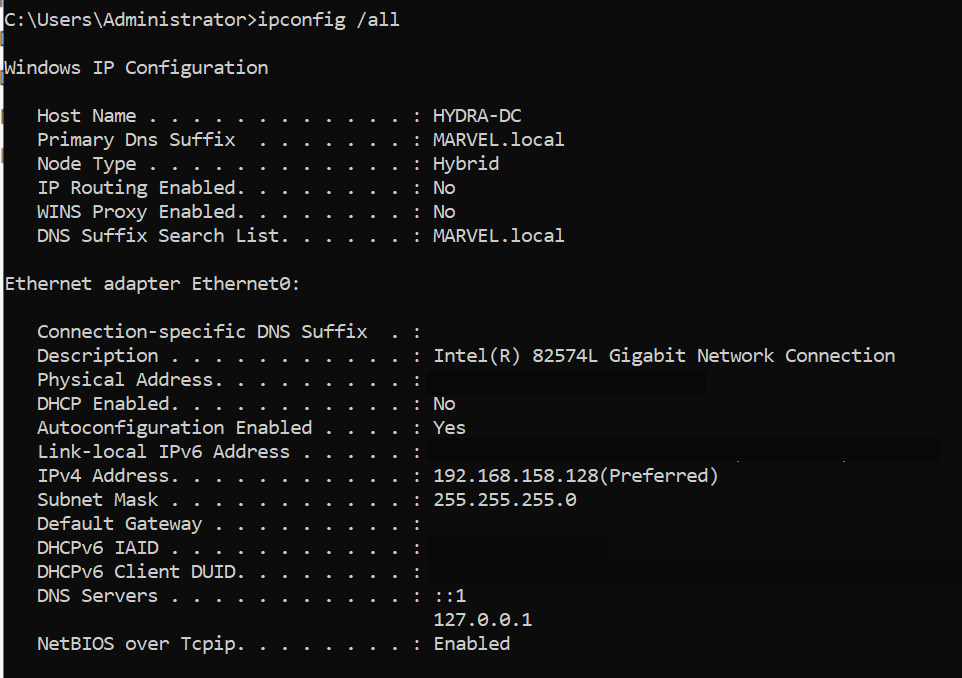 C:\Users\Administrator>ipconfig /all
Windows IP Configuration
Host Name . . . . . . . . . . . . : HYDRA-DC
Primary Dns Suffix  . . . . . . . : MARVEL.local
Node Type . . . . . . . . . . . . : Hybrid
IP Routing Enabled. . . . . . . . : No
WINS Proxy Enabled. . . . . . . . : No
DNS Suffix Search List. . . . . . : MARVEL.local
Ethernet adapter Ethernet0:
Connection-specific DNS Suffix  . :
Description . . . . . . . . . . . : Intel(R) 82574L Gigabit Network Connection
Physical Address. . . . . . . . . :
DHCP Enabled. . . . . . . . . . . : No
Autoconfiguration Enabled . . . . : Yes
Link-local IPv6 Address . . . . . :
IPv4 Address. . . . . . . . . . . : 192.168.158.128(Preferred)
Subnet Mask . . . . . . . . . . . : 255.255.255.0
Default Gateway . . . . . . . . . :
DHCPv6 IAID . . . . . . . . . . . :
DHCPv6 Client DUID. . . . . . . . :
DNS Servers . . . . . . . . . . . : ::1
127.0.0.1
NetBIOS over Tcpip. . . . . . . . : Enabled